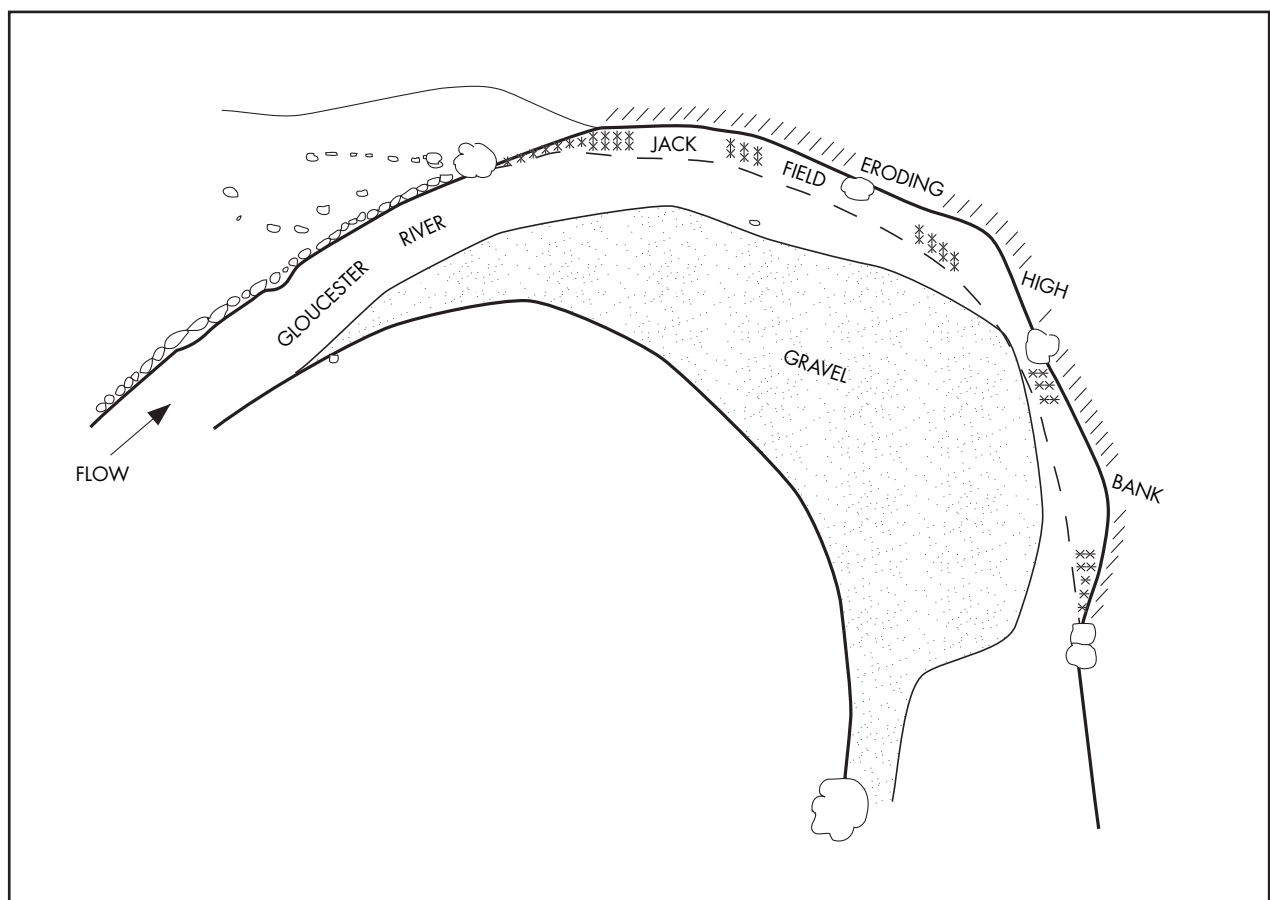 JACK
FIELD
ERODING
RIVER
GLOUCESTER
HIGH
GRAVEL
FLOW
BANK